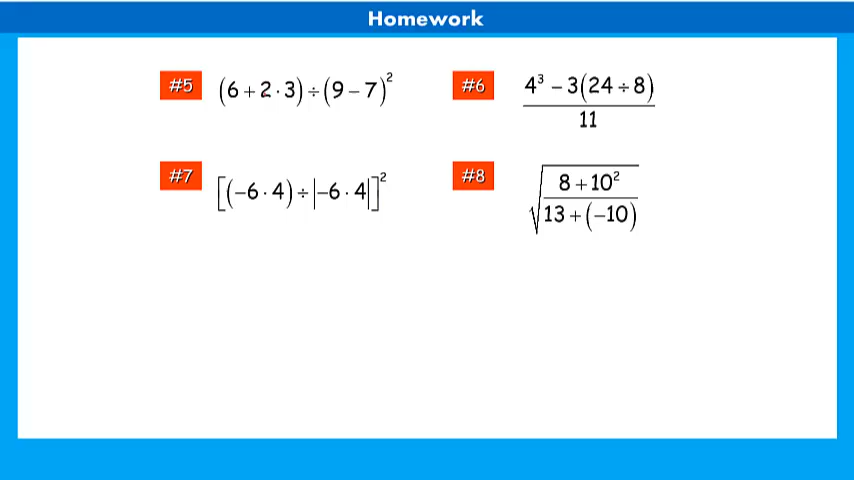 Homework
#5 (6 + 2 · 3) ÷ (9 − 7)²
#6 4³ − 3(24 ÷ 8)
11
#7 [(−6 · 4) ÷ |−6 · 4|]²
#8 √ 8 + 10²
13 + (−10)